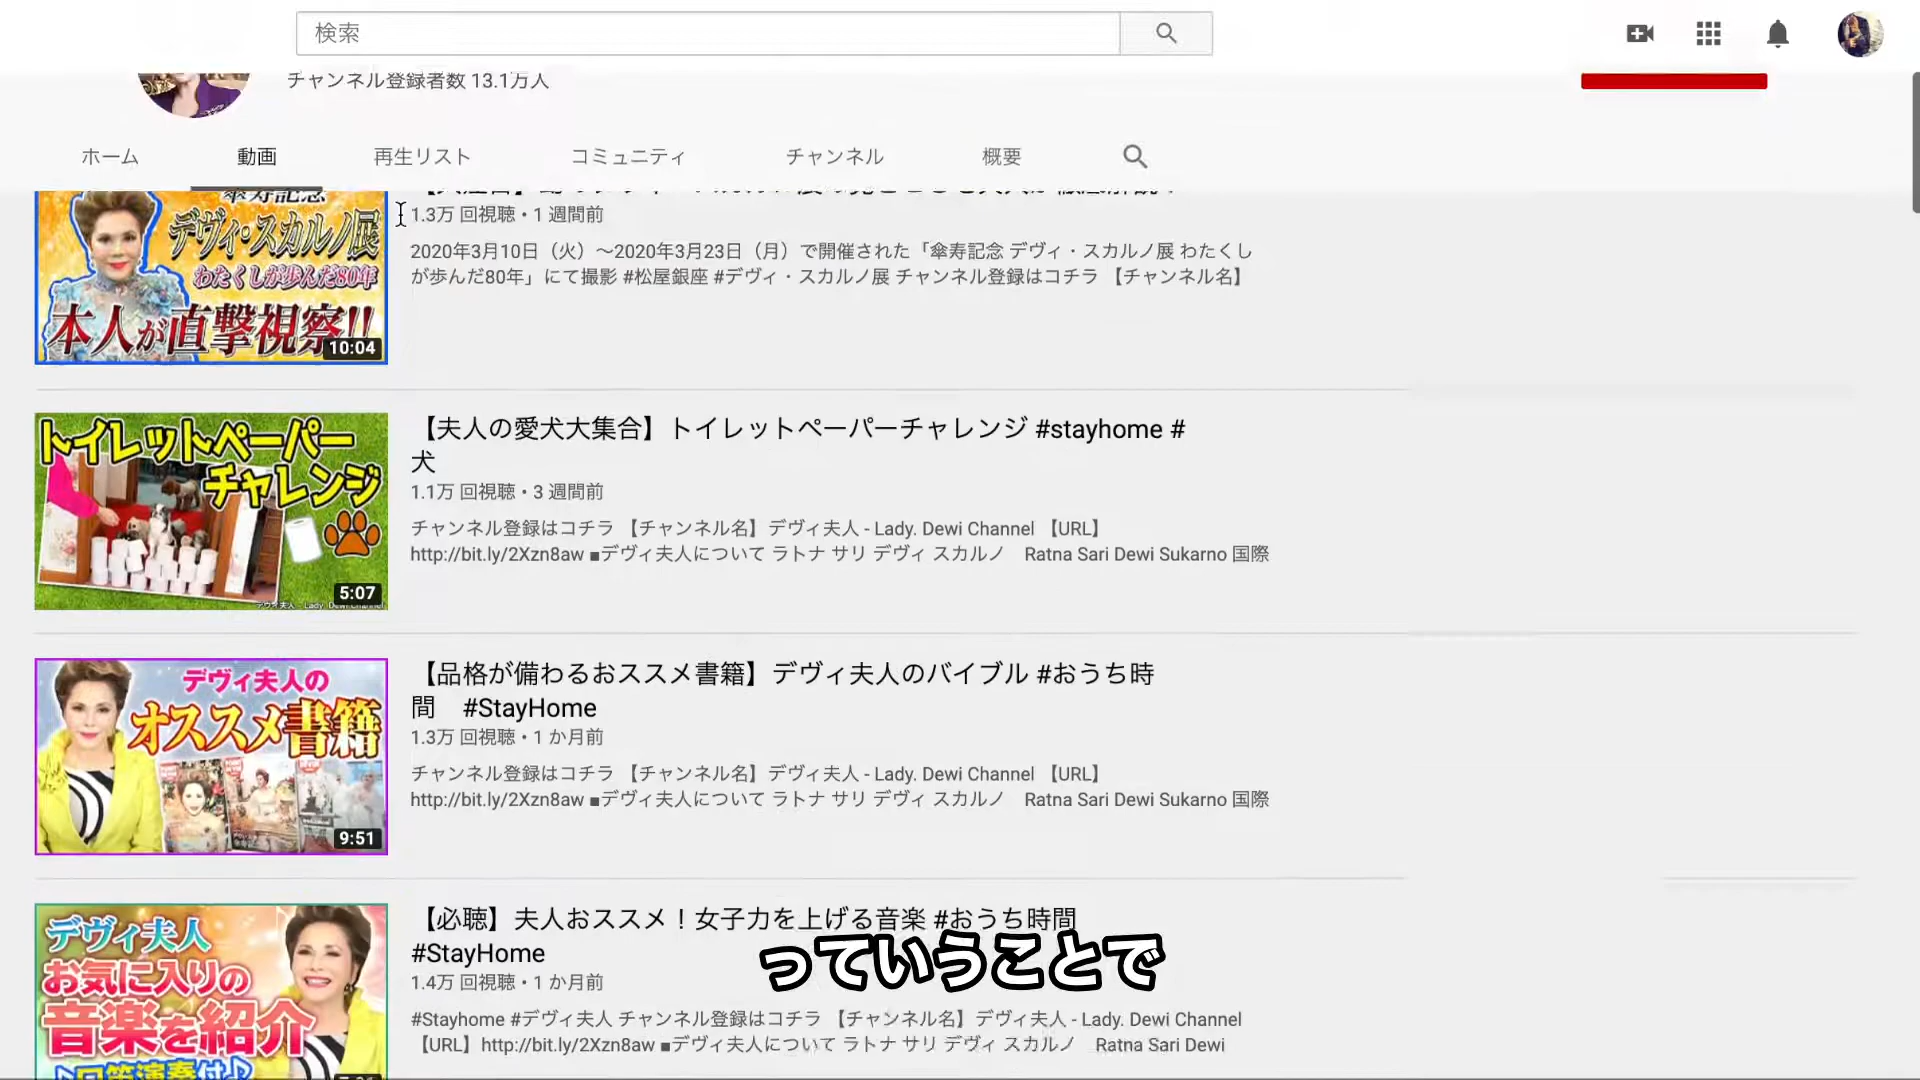 検索
チャンネル登録者数 13.1万人
ホーム
動画
再生リスト
コミュニティ
チャンネル
概要
傘寿記念
デヴィ・スカルノ展
わたくしが歩んだ80年
本人が直撃視察!!
10:04
1.3万 回視聴・1 週間前
2020年3月10日（火）～2020年3月23日（月）で開催された「傘寿記念 デヴィ・スカルノ展 わたくし
が歩んだ80年」にて撮影 #松屋銀座 #デヴィ・スカルノ展 チャンネル登録はコチラ 【チャンネル名】
トイレットペーパー
チャレンジ
5:07
デヴィ夫人 - Lady. Dewi Channel
【夫人の愛犬大集合】トイレットペーパーチャレンジ #stayhome #
犬
1.1万 回視聴・3 週間前
チャンネル登録はコチラ 【チャンネル名】デヴィ夫人 - Lady. Dewi Channel 【URL】
http://bit.ly/2Xzn8aw ■デヴィ夫人について ラトナ サリ デヴィ スカルノ　Ratna Sari Dewi Sukarno 国際
デヴィ夫人の
オススメ書籍
9:51
【品格が備わるおススメ書籍】デヴィ夫人のバイブル #おうち時
間　#StayHome
1.3万 回視聴・1 か月前
チャンネル登録はコチラ 【チャンネル名】デヴィ夫人 - Lady. Dewi Channel 【URL】
http://bit.ly/2Xzn8aw ■デヴィ夫人について ラトナ サリ デヴィ スカルノ　Ratna Sari Dewi Sukarno 国際
デヴィ夫人
お気に入りの
音楽を紹介
【必聴】夫人おススメ！女子力を上げる音楽 #おうち時間
#StayHome
1.4万 回視聴・1 か月前
#Stayhome #デヴィ夫人 チャンネル登録はコチラ 【チャンネル名】デヴィ夫人 - Lady. Dewi Channel
【URL】http://bit.ly/2Xzn8aw ■デヴィ夫人について ラトナ サリ デヴィ スカルノ　Ratna Sari Dewi
っていうことで